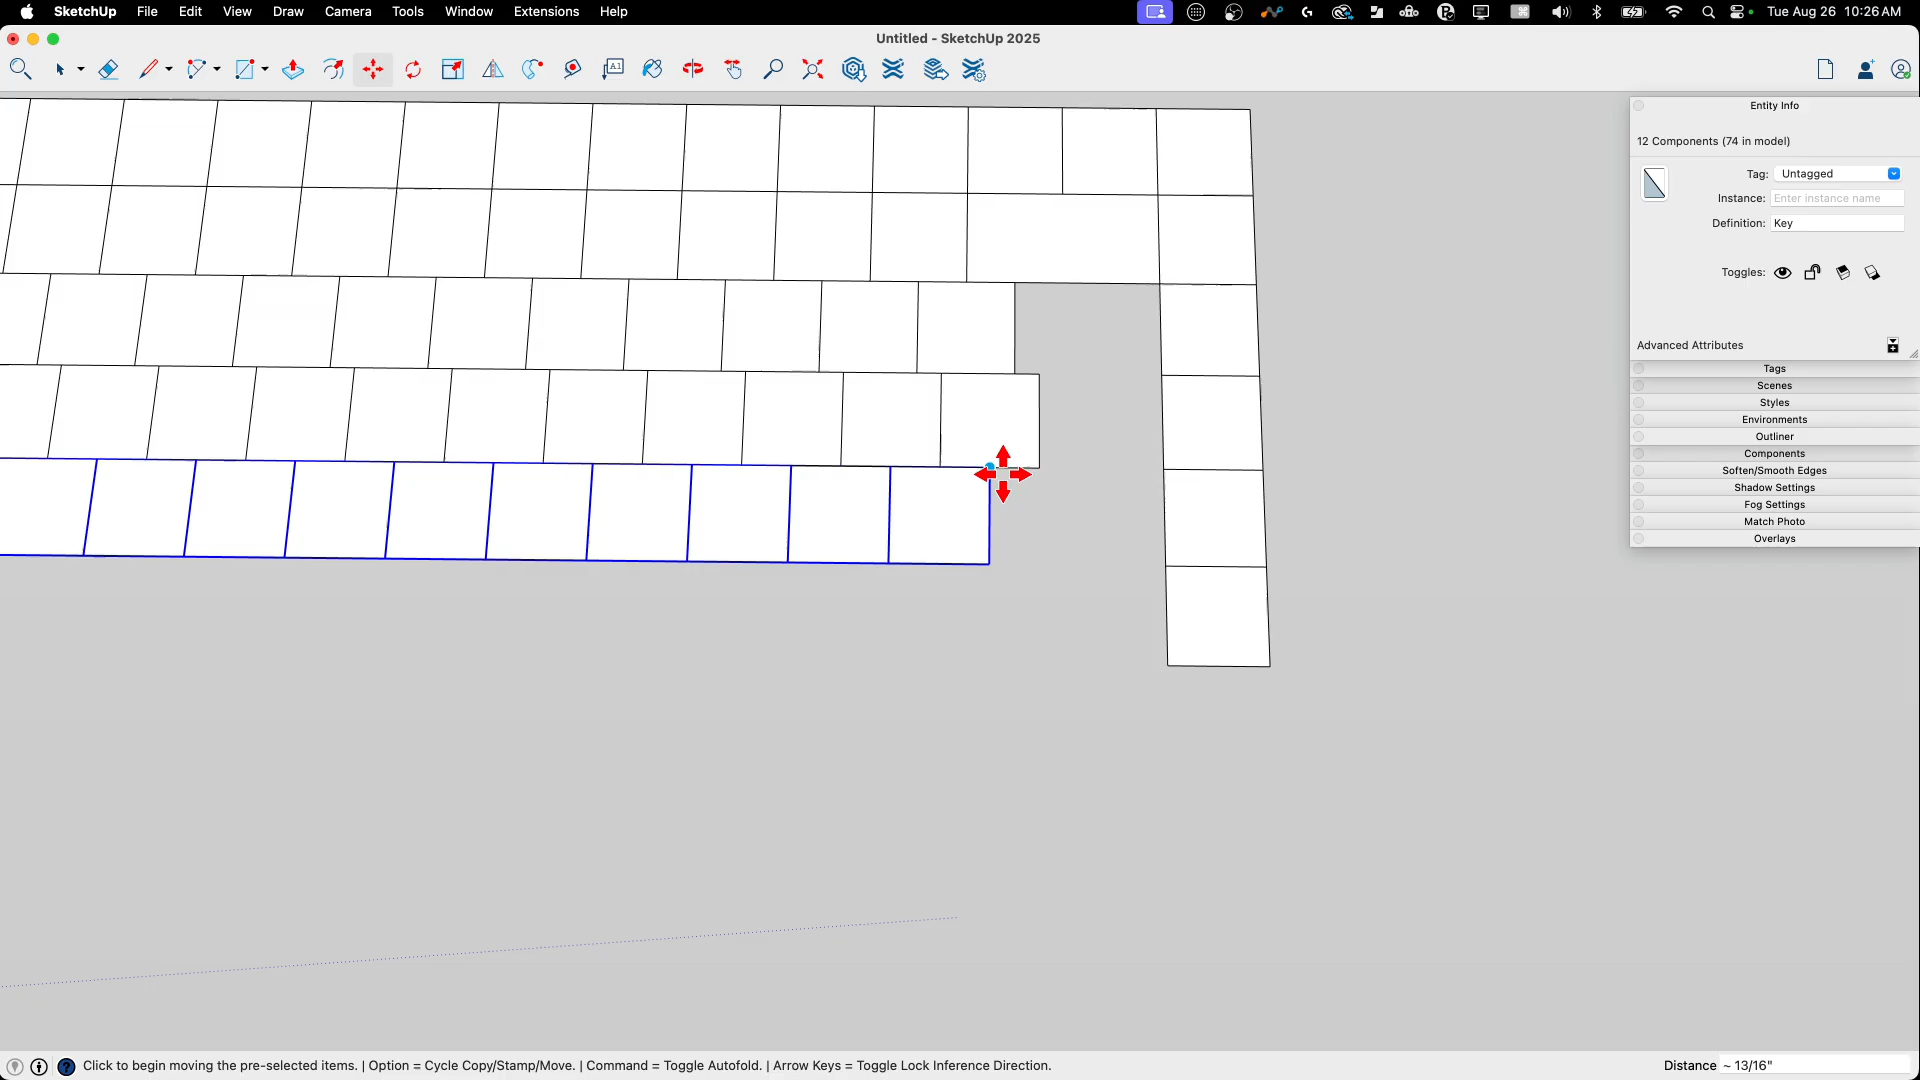 SketchUp File Edit View Draw Camera Tools Window Extensions Help
Tue Aug 26 10:26 AM
Untitled - SketchUp 2025
A1
Entity Info
12 Components (74 in model)
Tag: Untagged
Instance: Enter instance name
Definition: Key
Toggles:
Advanced Attributes
Tags
Scenes
Styles
Environments
Outliner
Components
Soften/Smooth Edges
Shadow Settings
Fog Settings
Match Photo
Overlays
Click to begin moving the pre-selected items. | Option = Cycle Copy/Stamp/Move. | Command = Toggle Autofold. | Arrow Keys = Toggle Lock Inference Direction.
Distance ~ 13/16"